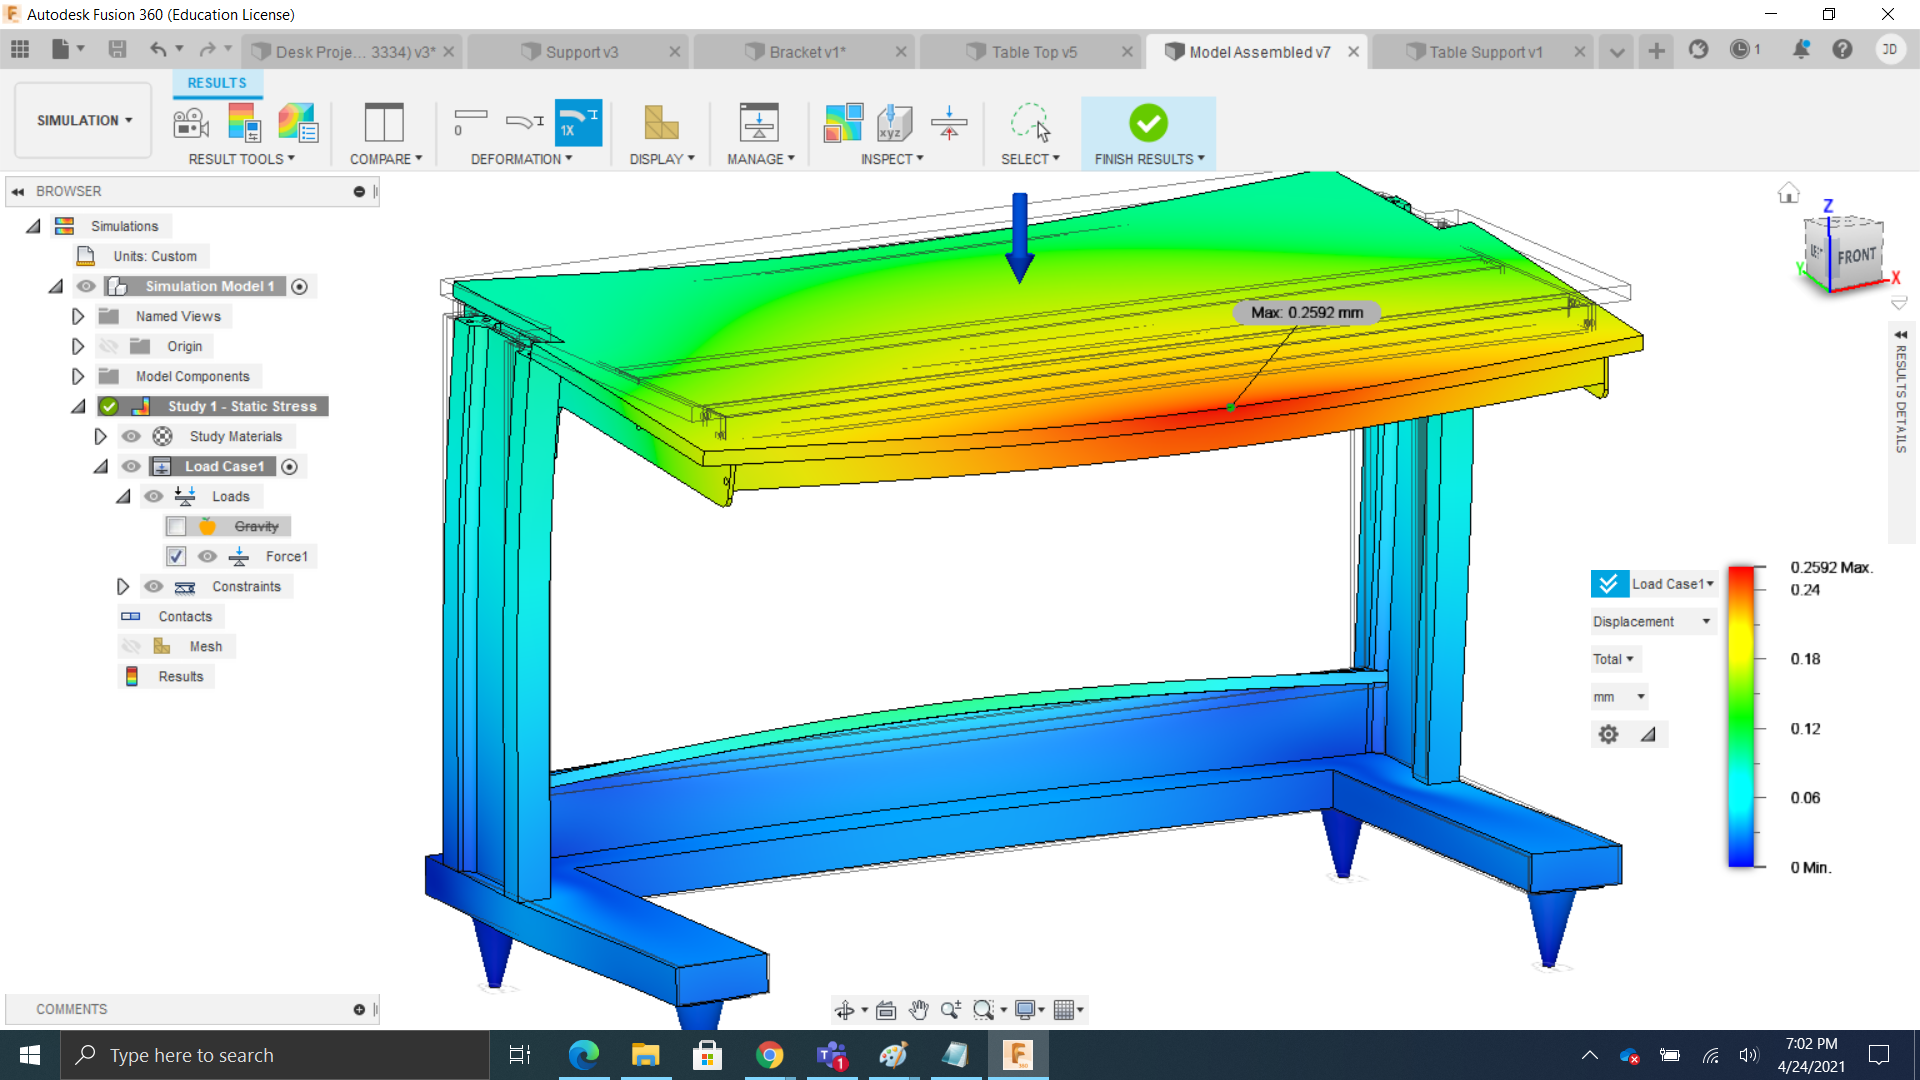 Autodesk Fusion 360 (Education License)
Desk Proje... 3334) v3*
Support v3
Bracket v1*
Table Top v5
Model Assembled v7
Table Support v1
1
JD
RESULTS
SIMULATION
0
1X
xyz
RESULT TOOLS
COMPARE
DEFORMATION
DISPLAY
MANAGE
INSPECT
SELECT
FINISH RESULTS
BROWSER
Simulations
Units: Custom
Simulation Model 1
Named Views
Origin
Model Components
Study 1 - Static Stress
Study Materials
Load Case1
Loads
Gravity
Force1
Constraints
Contacts
Mesh
Results
Max: 0.2592 mm
Z
LEFT
FRONT
Y
X
RESULTS DETAILS
Load Case1
Displacement
Total
mm
0.2592 Max.
0.24
0.18
0.12
0.06
0 Min.
COMMENTS
Type here to search
1
360
7:02 PM
4/24/2021